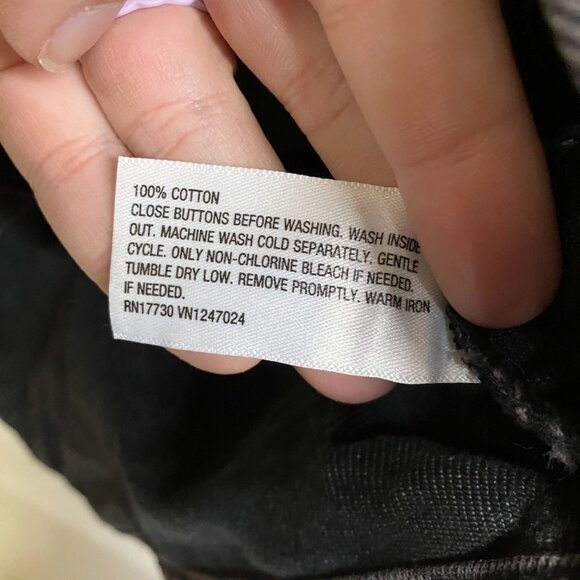 100% COTTON
CLOSE BUTTONS BEFORE WASHING. WASH INSIDE
OUT. MACHINE WASH COLD SEPARATELY. GENTLE
CYCLE. ONLY NON-CHLORINE BLEACH IF NEEDED.
TUMBLE DRY LOW. REMOVE PROMPTLY. WARM IRON
IF NEEDED.
RN17730 VN1247024